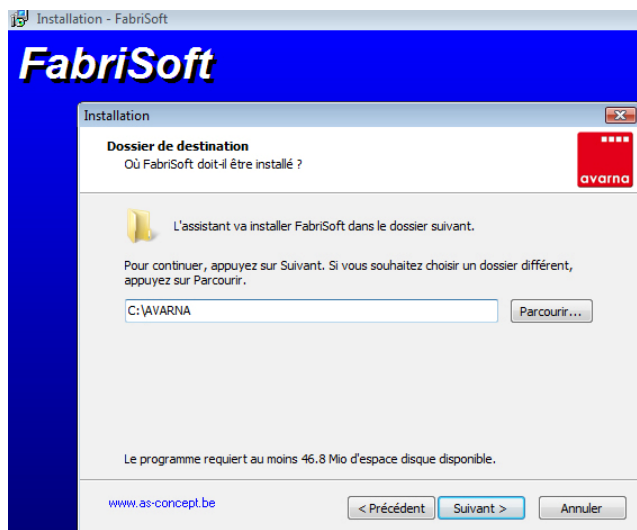 Installation - FabriSoft
FabriSoft
Installation
Dossier de destination
Où FabriSoft doit-il être installé ?
avarna
L'assistant va installer FabriSoft dans le dossier suivant.
Pour continuer, appuyez sur Suivant. Si vous souhaitez choisir un dossier différent,
appuyez sur Parcourir.
C:\AVARNA
Parcourir...
Le programme requiert au moins 46.8 Mio d'espace disque disponible.
www.as-concept.be
< Précédent
Suivant >
Annuler